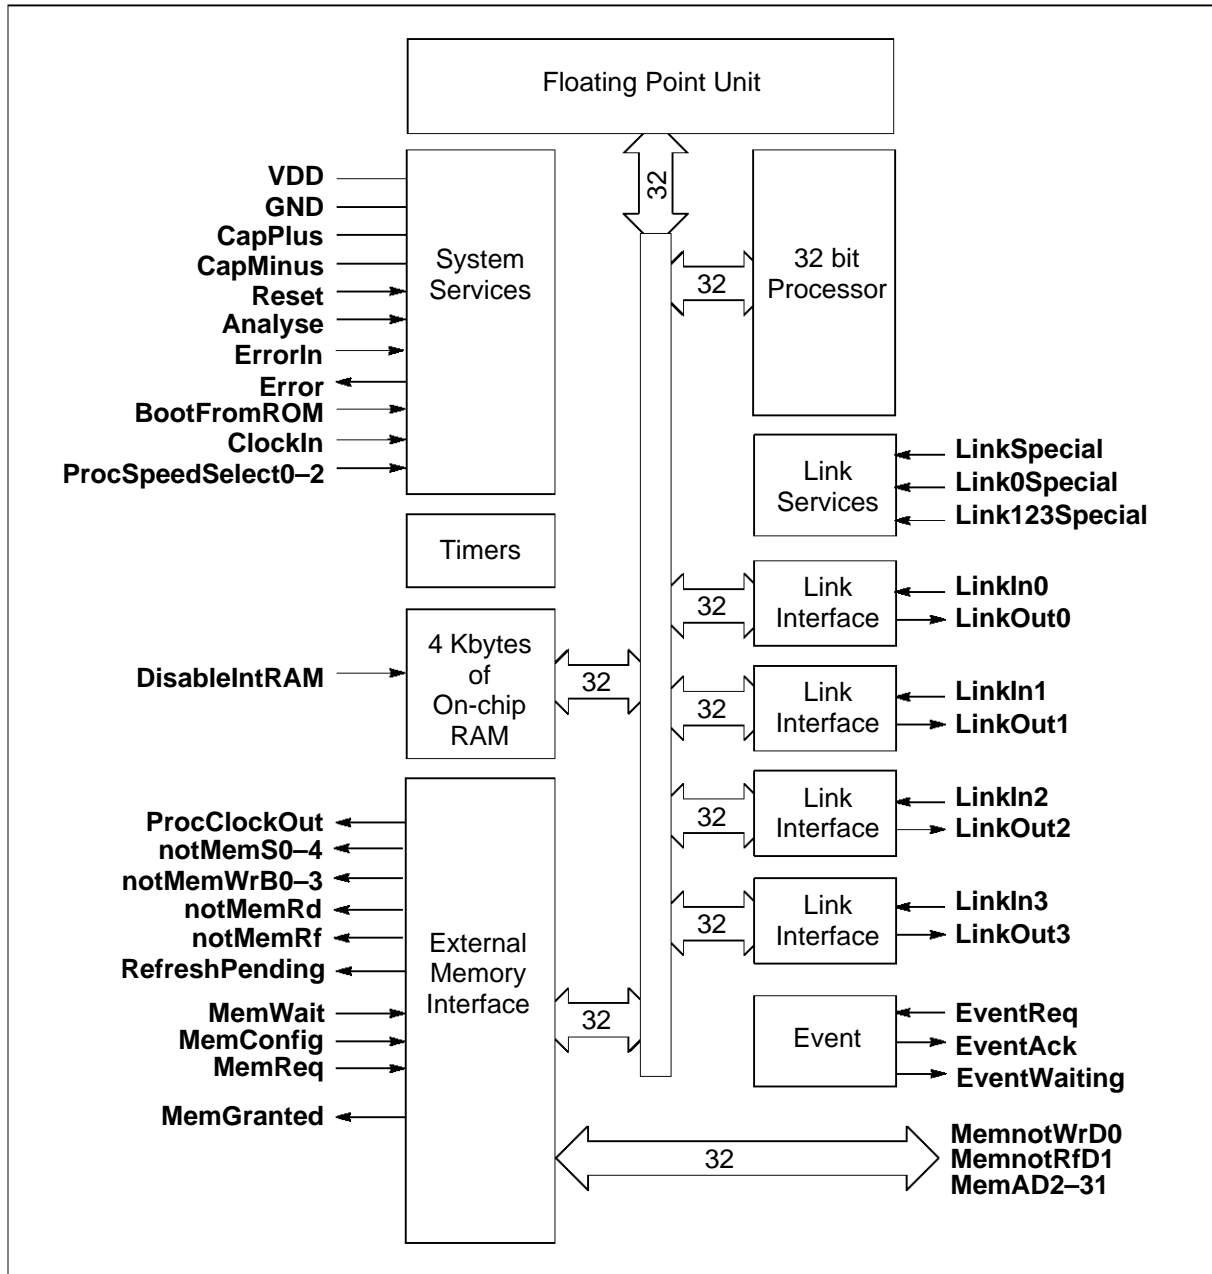 Floating Point Unit
32
VDD
GND
CapPlus
CapMinus
Reset
Analyse
ErrorIn
Error
BootFromROM
ClockIn
ProcSpeedSelect0–2
System
Services
32
32 bit
Processor
Link
Services
LinkSpecial
Link0Special
Link123Special
Timers
32
Link
Interface
LinkIn0
LinkOut0
DisableIntRAM
4 Kbytes
of
On-chip
RAM
32
32
Link
Interface
LinkIn1
LinkOut1
32
Link
Interface
LinkIn2
LinkOut2
32
Link
Interface
LinkIn3
LinkOut3
ProcClockOut
notMemS0–4
notMemWrB0–3
notMemRd
notMemRf
RefreshPending
MemWait
MemConfig
MemReq
MemGranted
External
Memory
Interface
32
Event
EventReq
EventAck
EventWaiting
32
MemnotWrD0
MemnotRfD1
MemAD2–31